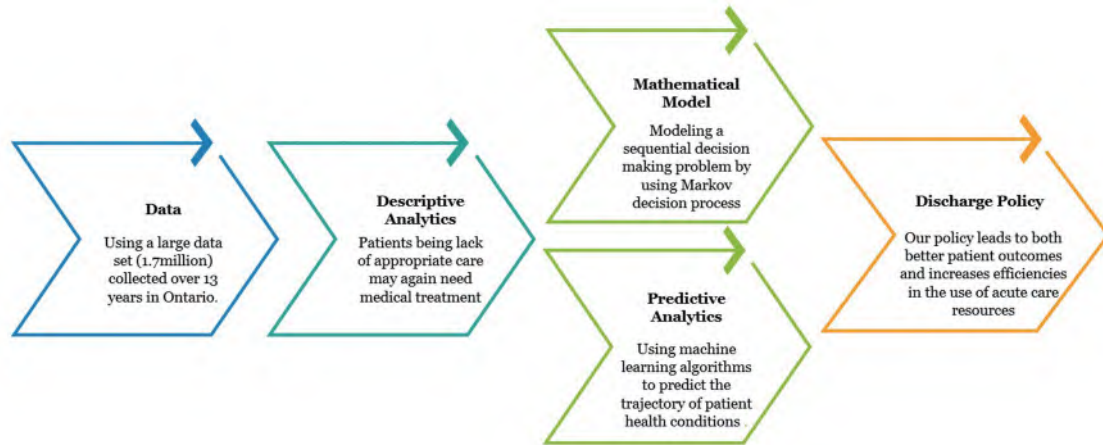 Data
Using a large data
set (1.7million)
collected over 13
years in Ontario.
Descriptive
Analytics
Patients being lack
of appropriate care
may again need
medical treatment
Mathematical
Model
Modeling a
sequential decision
making problem by
using Markov
decision process
Predictive
Analytics
Using machine
learning algorithms
to predict the
trajectory of patient
health conditions .
Discharge Policy
Our policy leads to both
better patient outcomes
and increases efficiencies
in the use of acute care
resources